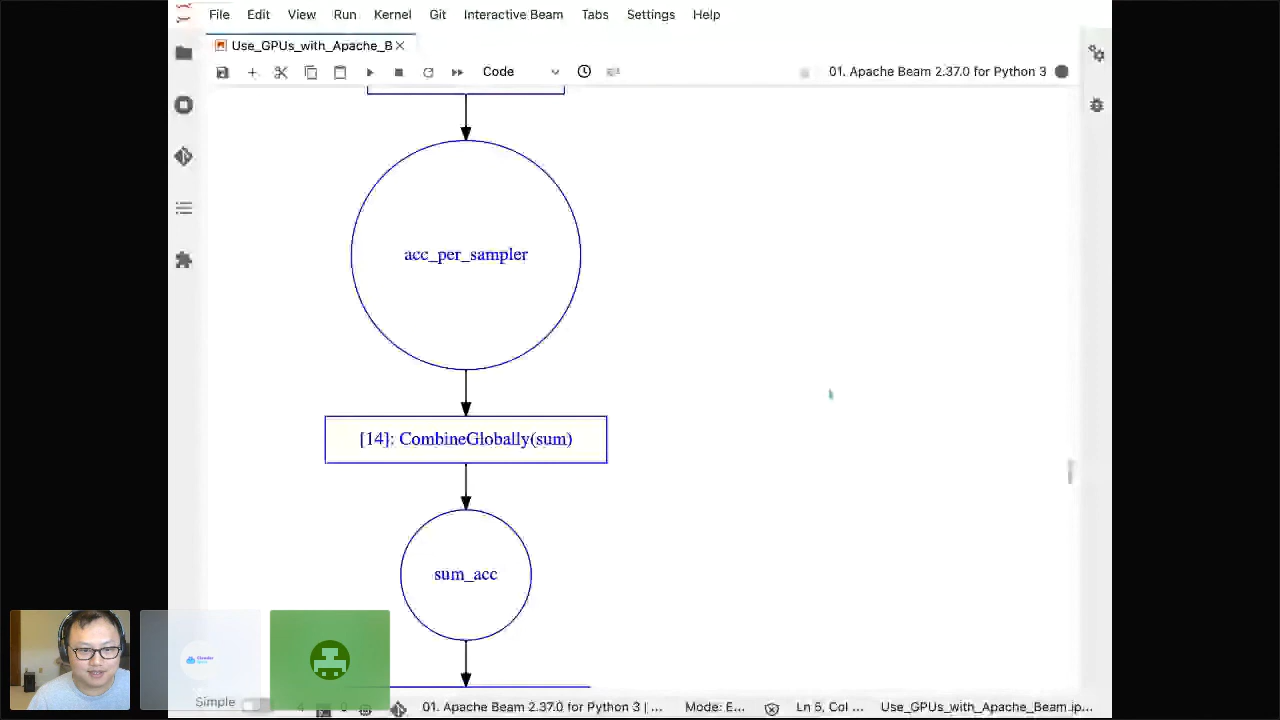 File Edit View Run Kernel Git Interactive Beam Tabs Settings Help
Use_GPUs_with_Apache_B
Code
01. Apache Beam 2.37.0 for Python 3
acc_per_sampler
[14]: CombineGlobally(sum)
sum_acc
Simple
01. Apache Beam 2.37.0 for Python 3 | ... Mode: E... Ln 6, Col ... Use_GPUs_with_Apache_Beam.ip...